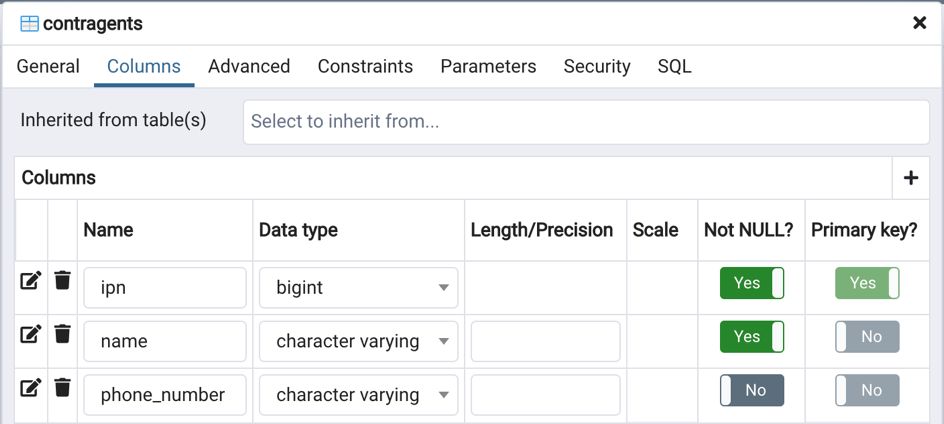 contragents
General Columns Advanced Constraints Parameters Security SQL
Inherited from table(s) Select to inherit from...
Columns
Name Data type Length/Precision Scale Not NULL? Primary key?
ipn bigint Yes Yes
name character varying Yes No
phone_number character varying No No